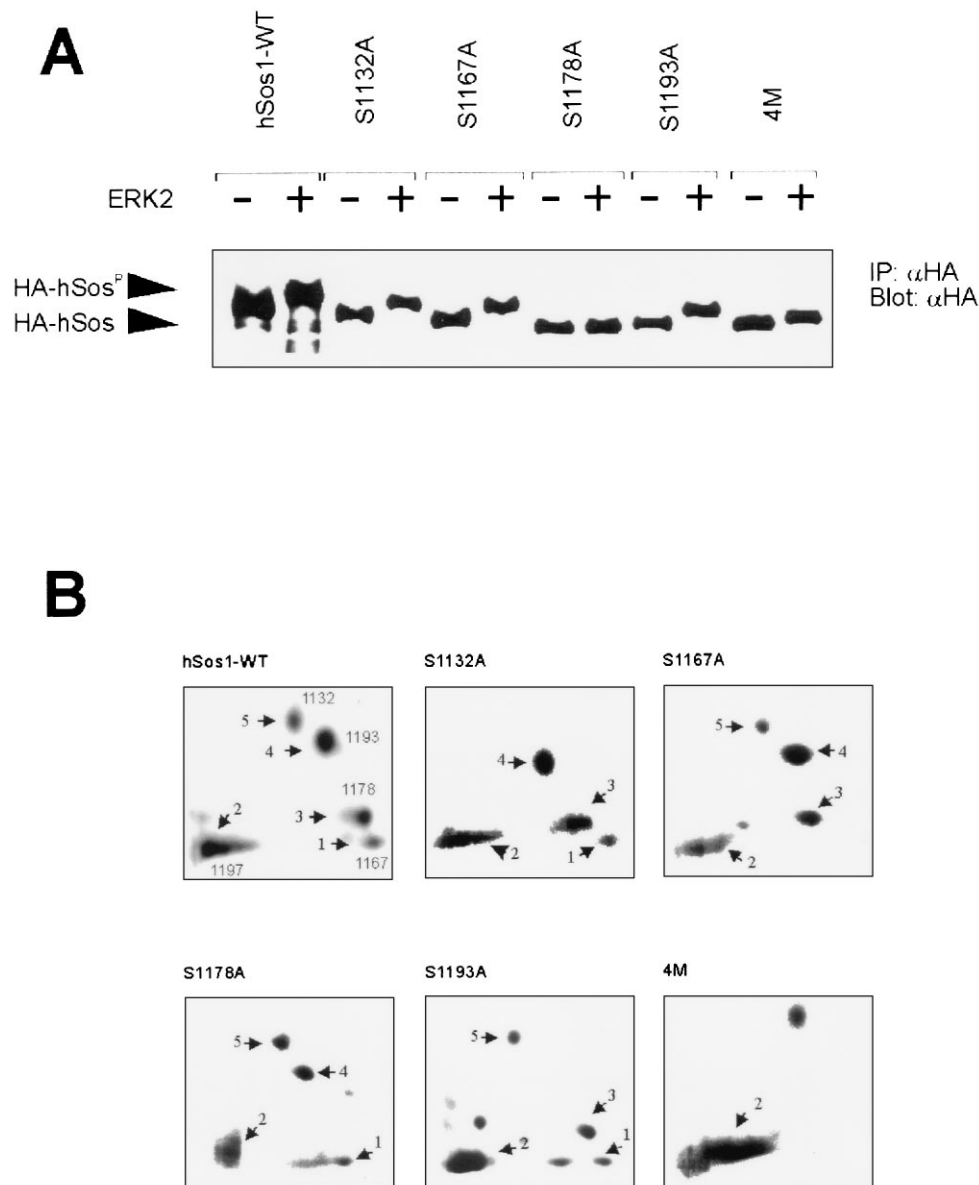 A
hSos1-WT
S1132A
S1167A
S1178A
S1193A
4M
ERK2
- + - + - + - + - + - +
HA-hSosᴾ
HA-hSos
IP: αHA
Blot: αHA
B
hSos1-WT
1132
5
1193
4
1178
2
3
1
1197
1167
S1132A
4
3
2
1
S1167A
5
4
3
2
S1178A
5
4
2
1
S1193A
5
3
2
1
4M
2